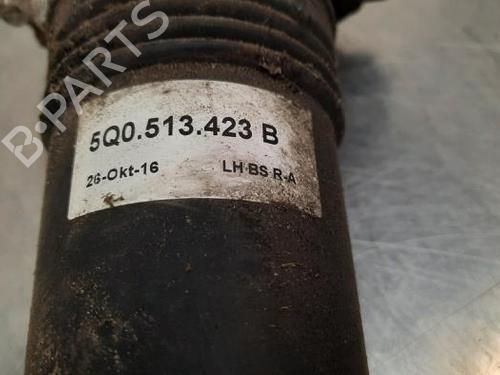 B-PARTS
5Q0.513.423 B
26-Okt-16 LH BS R-A